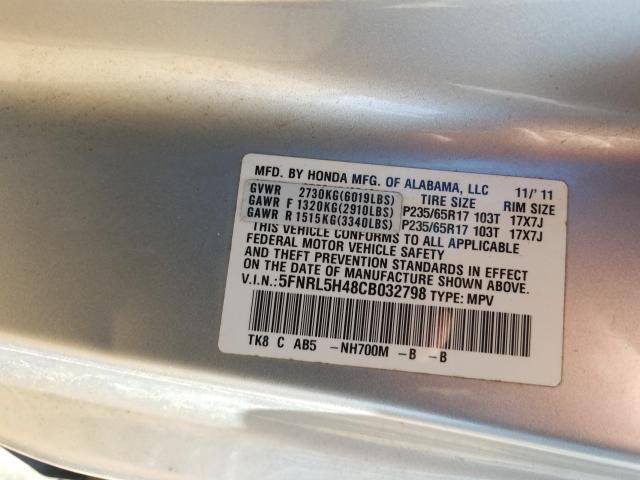 MFD. BY HONDA MFG. OF ALABAMA, LLC 11/'11
GVWR 2730KG(6019LBS) TIRE SIZE RIM SIZE
GAWR F 1320KG(2910LBS) P235/65R17 103T 17X7J
GAWR R 1515KG(3340LBS) P235/65R17 103T 17X7J
THIS VEHICLE CONFORMS TO ALL APPLICABLE
FEDERAL MOTOR VEHICLE SAFETY
AND THEFT PREVENTION STANDARDS IN EFFECT
ON THE DATE OF MANUFACTURE SHOWN ABOVE.
V.I.N.: 5FNRL5H48CB032798 TYPE: MPV
TK8 C AB5 -NH700M -B -B